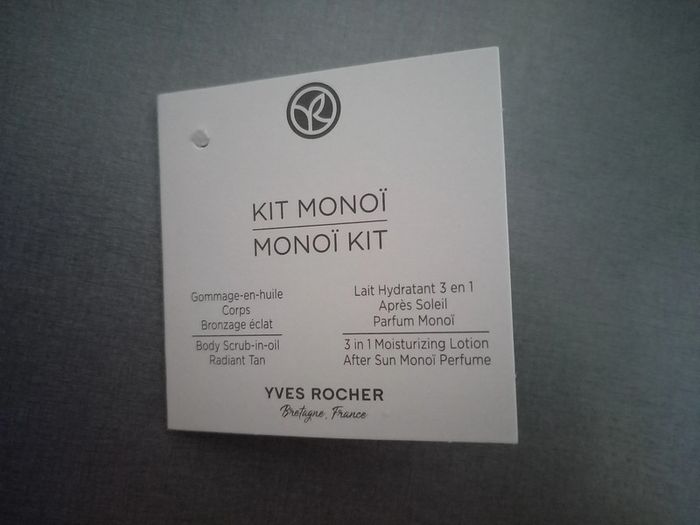 KIT MONOÏ
MONOÏ KIT
Gommage-en-huile
Corps
Bronzage éclat
Body Scrub-in-oil
Radiant Tan
Lait Hydratant 3 en 1
Après Soleil
Parfum Monoï
3 in 1 Moisturizing Lotion
After Sun Monoï Perfume
YVES ROCHER
Bretagne, France